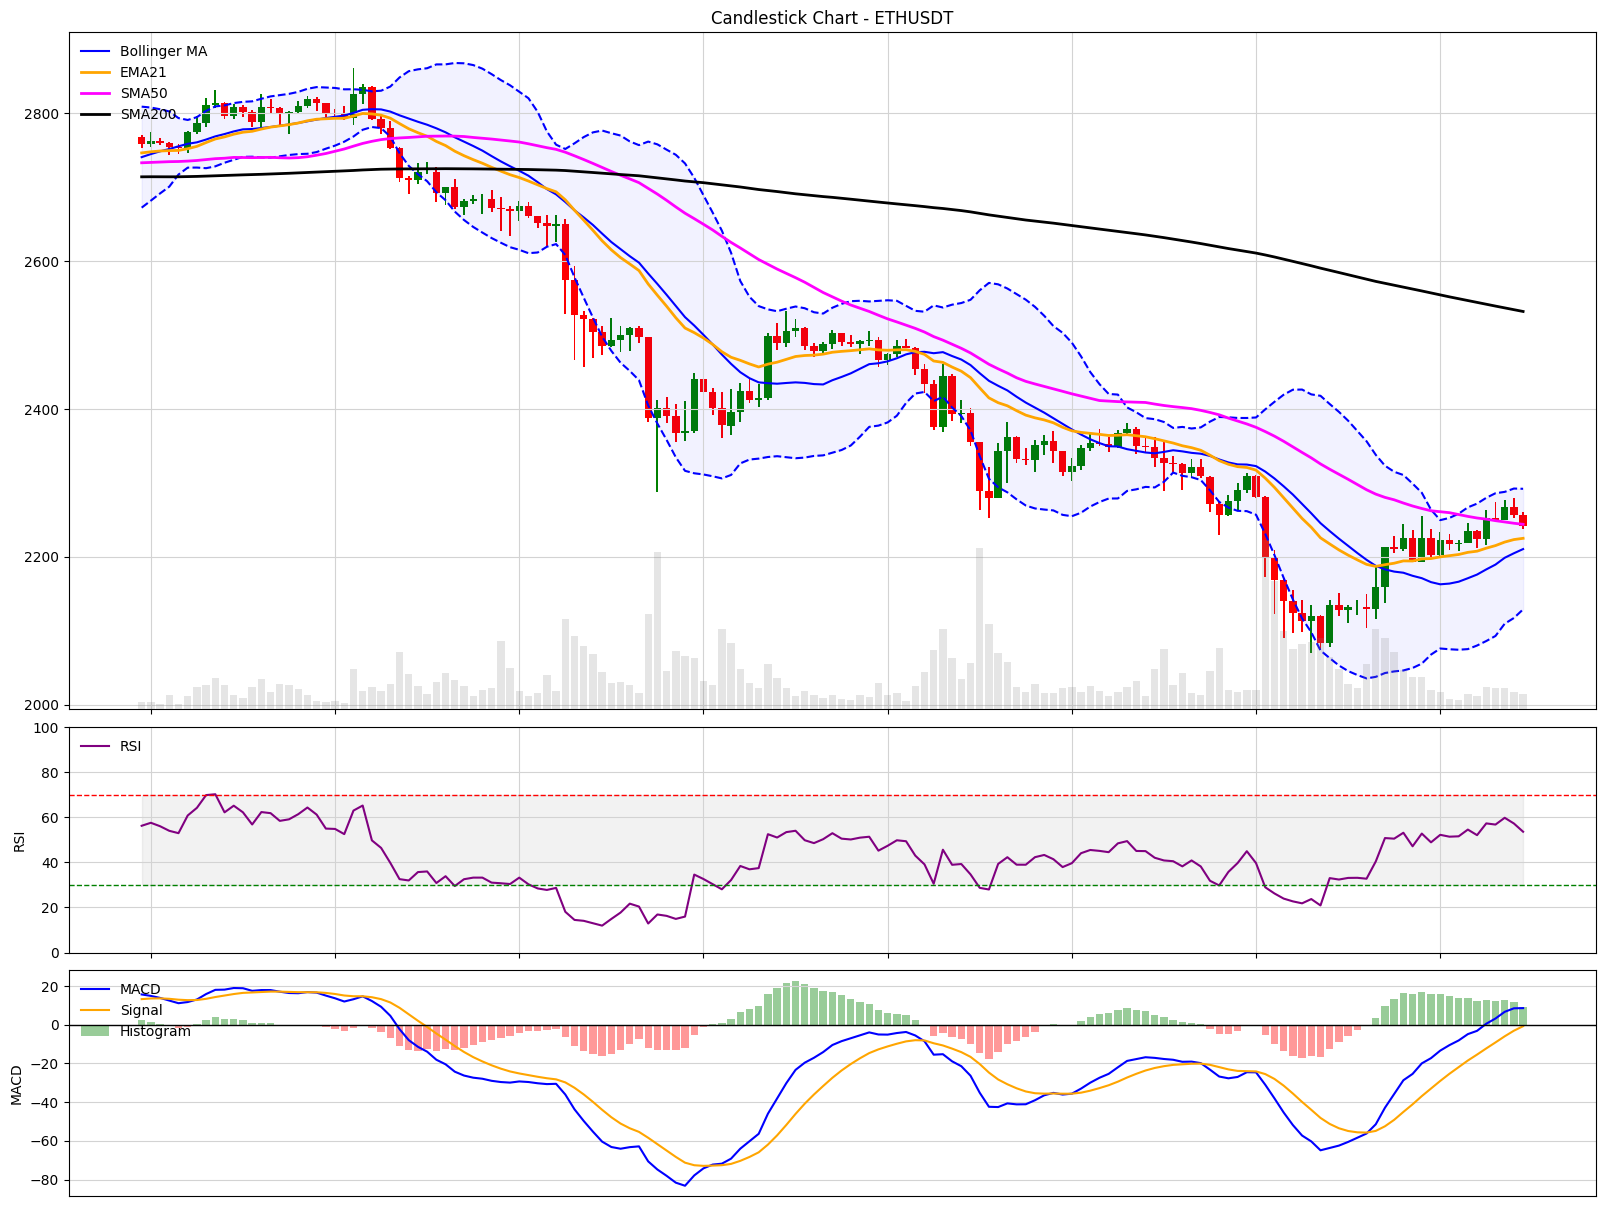 Candlestick Chart - ETHUSDT
Bollinger MA
EMA21
SMA50
SMA200
2800
2600
2400
2200
2000
100
80
60
40
20
0
RSI
RSI
20
0
−20
−40
−60
−80
MACD
MACD
Signal
Histogram